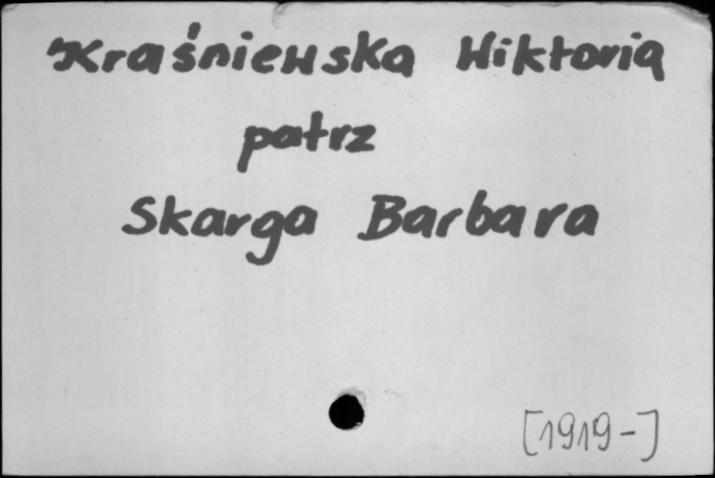 Kraśniewska Wiktoria
patrz
Skarga Barbara
[1919-]